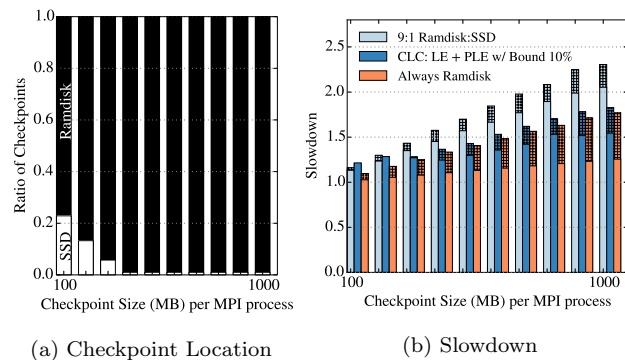 1.0
0.8
0.6
0.4
0.2
0.0
Ratio of Checkpoints
Ramdisk
SSD
100
1000
Checkpoint Size (MB) per MPI process
(a) Checkpoint Location
2.5
2.0
1.5
1.0
0.5
0.0
Slowdown
9:1 Ramdisk:SSD
CLC: LE + PLE w/ Bound 10%
Always Ramdisk
100
1000
Checkpoint Size (MB) per MPI process
(b) Slowdown